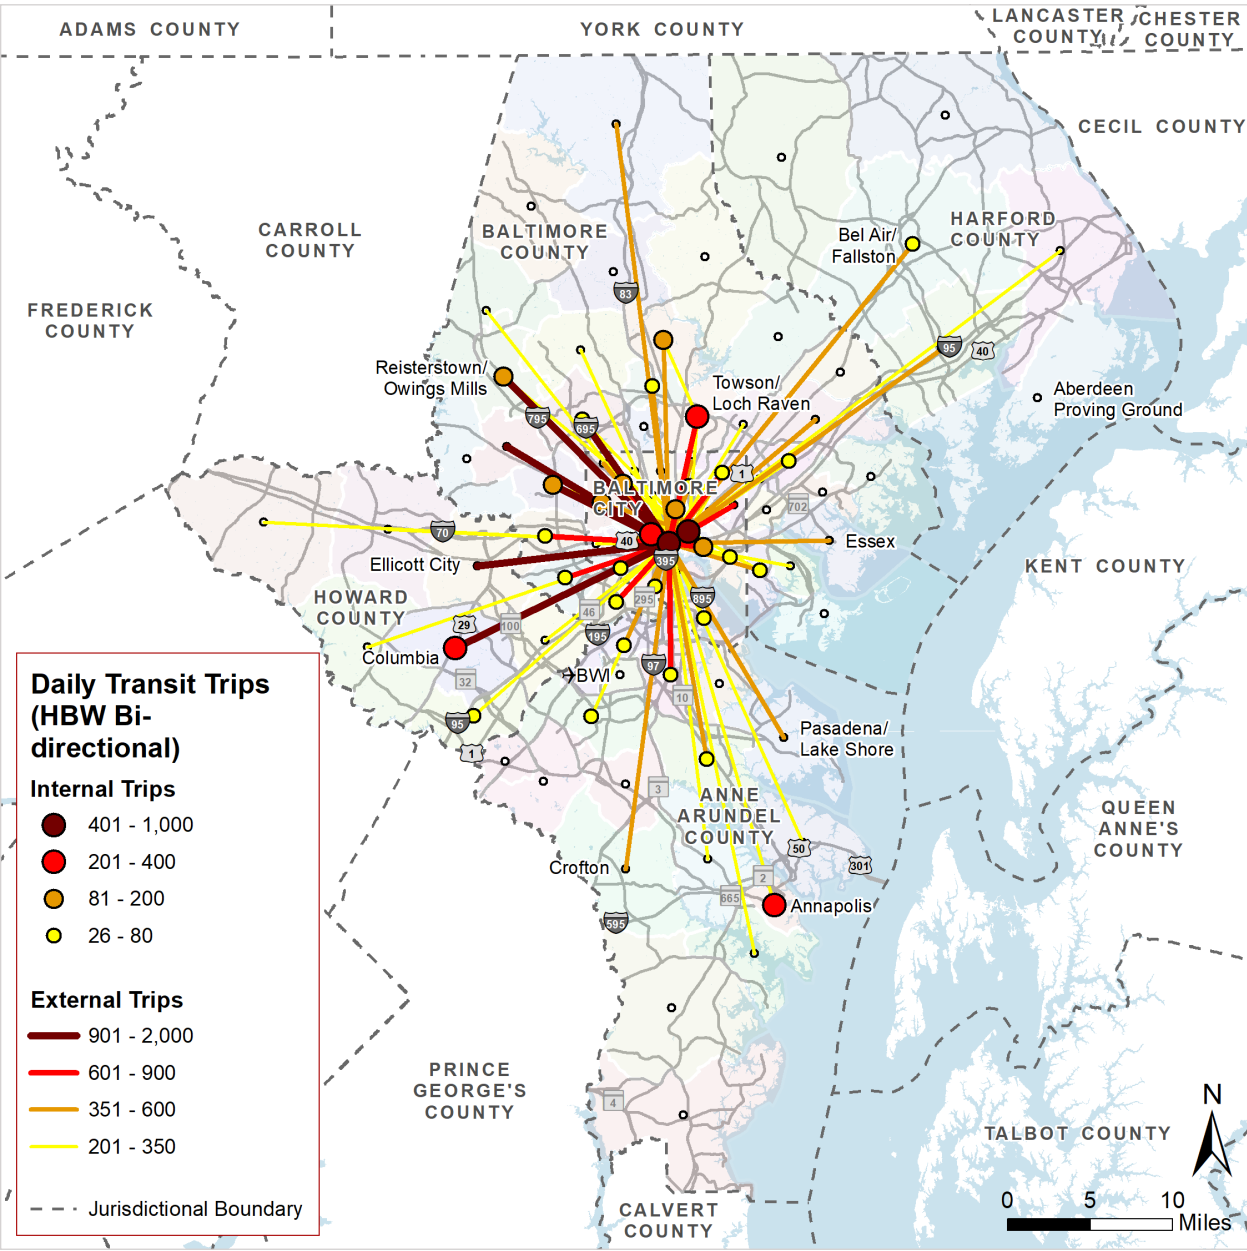 ADAMS COUNTY
YORK COUNTY
LANCASTER
COUNTY
CHESTER
COUNTY
CECIL COUNTY
CARROLL
COUNTY
BALTIMORE
COUNTY
HARFORD
COUNTY
Bel Air/
Fallston
FREDERICK
COUNTY
83
95
40
Reisterstown/
Owings Mills
Towson/
Loch Raven
Aberdeen
Proving Ground
795
695
1
BALTIMORE
CITY
702
70
40
Essex
395
Ellicott City
KENT COUNTY
HOWARD
COUNTY
295
895
46
29
100
195
Columbia
97
BWI
32
10
95
1
Pasadena/
Lake Shore
3
ANNE
ARUNDEL
COUNTY
QUEEN
ANNE'S
COUNTY
50
301
Crofton
2
665
Annapolis
595
PRINCE
GEORGE'S
COUNTY
4
TALBOT COUNTY
CALVERT
COUNTY
Daily Transit Trips
(HBW Bi-
directional)
Internal Trips
401 - 1,000
201 - 400
81 - 200
26 - 80
External Trips
901 - 2,000
601 - 900
351 - 600
201 - 350
Jurisdictional Boundary
N
0 5 10
Miles